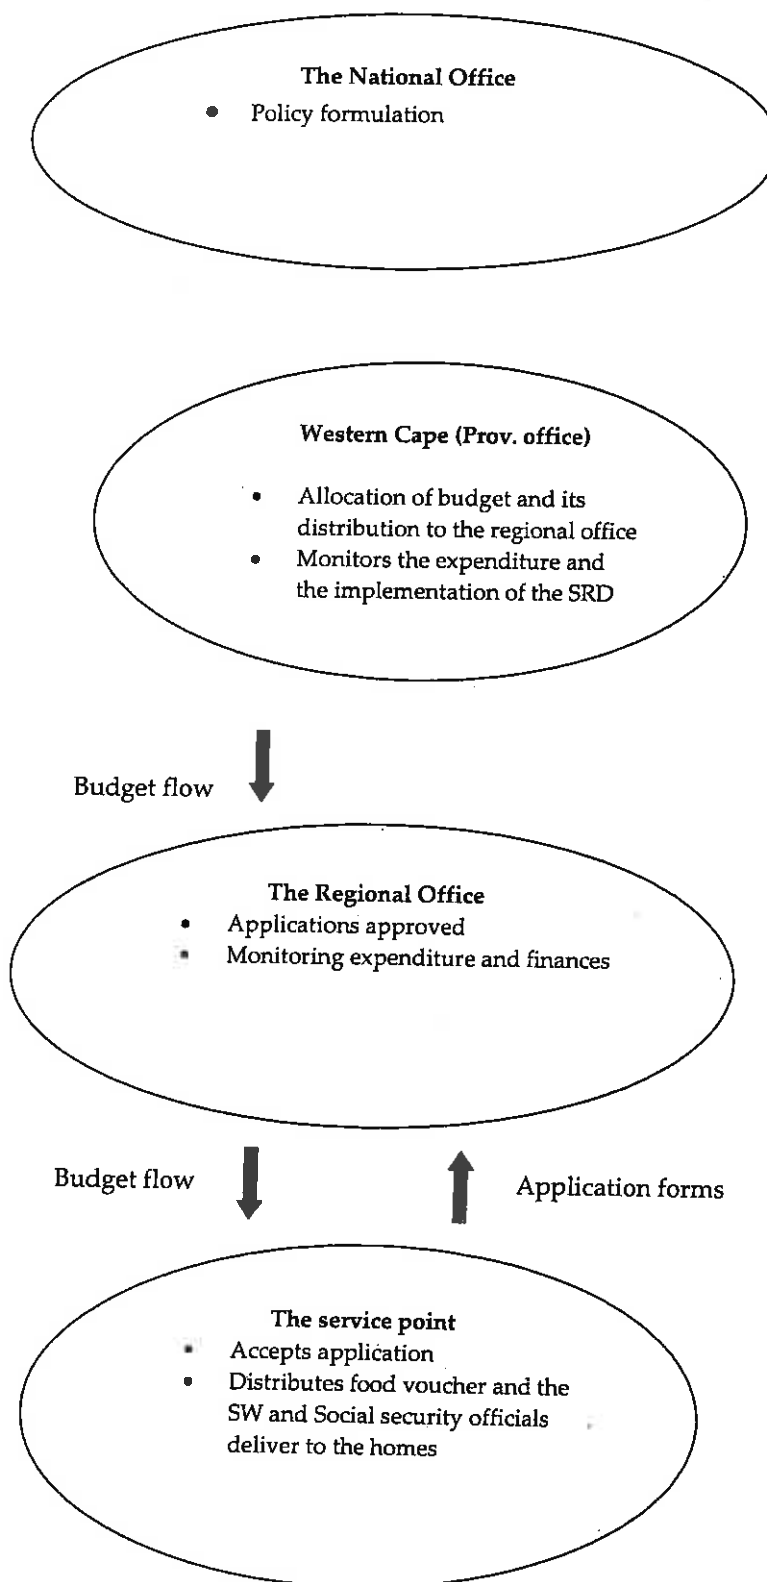 The National Office
• Policy formulation
Western Cape (Prov. office)
• Allocation of budget and its
distribution to the regional office
• Monitors the expenditure and
the implementation of the SRD
Budget flow
The Regional Office
• Applications approved
• Monitoring expenditure and finances
Budget flow
Application forms
The service point
• Accepts application
• Distributes food voucher and the
SW and Social security officials
deliver to the homes